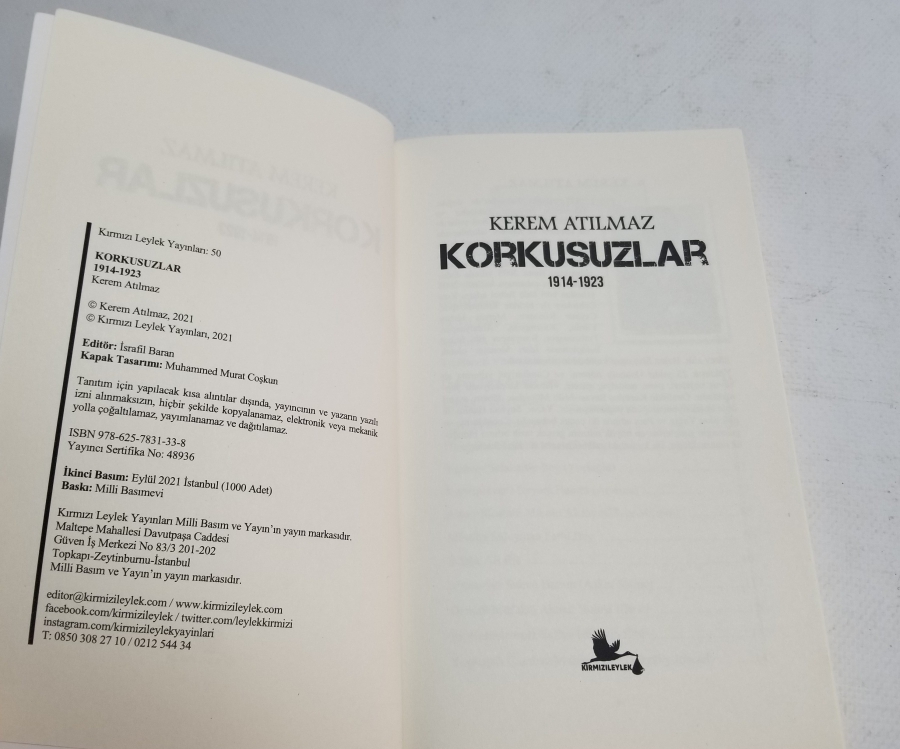 Kırmızı Leylek Yayınları: 50
KORKUSUZLAR
1914-1923
Kerem Atılmaz
© Kerem Atılmaz, 2021
© Kırmızı Leylek Yayınları, 2021
Editör: İsrafil Baran
Kapak Tasarımı: Muhammed Murat Coşkun
Tanıtım için yapılacak kısa alıntılar dışında, yayıncının ve yazarın yazılı
izni alınmaksızın, hiçbir şekilde kopyalanamaz, elektronik veya mekanik
yolla çoğaltılamaz, yayımlanamaz ve dağıtılamaz.
ISBN 978-625-7831-33-8
Yayıncı Sertifika No: 48936
İkinci Basım: Eylül 2021 İstanbul (1000 Adet)
Baskı: Milli Basımevi
Kırmızı Leylek Yayınları Milli Basım ve Yayın'ın yayın markasıdır.
Maltepe Mahallesi Davutpaşa Caddesi
Güven İş Merkezi No 83/3 201-202
Topkapı-Zeytinburnu-İstanbul
Milli Basım ve Yayın'ın yayın markasıdır.
editor@kirmizileylek.com / www.kirmizileylek.com
facebook.com/kirmizileylek / twitter.com/leylekkirmizi
instagram.com/kirmizileylekyayinlari
T: 0850 308 27 10 / 0212 544 34
KEREM ATILMAZ
KORKUSUZLAR
1914-1923
KIRMIZILEYLEK